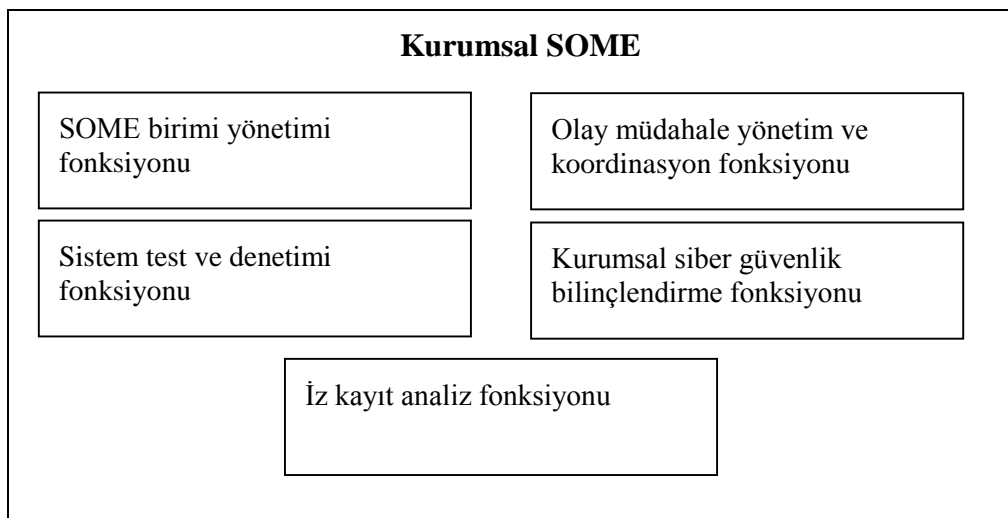 Kurumsal SOME
SOME birimi yönetimi
fonksiyonu
Olay müdahale yönetim ve
koordinasyon fonksiyonu
Sistem test ve denetimi
fonksiyonu
Kurumsal siber güvenlik
bilinçlendirme fonksiyonu
İz kayıt analiz fonksiyonu